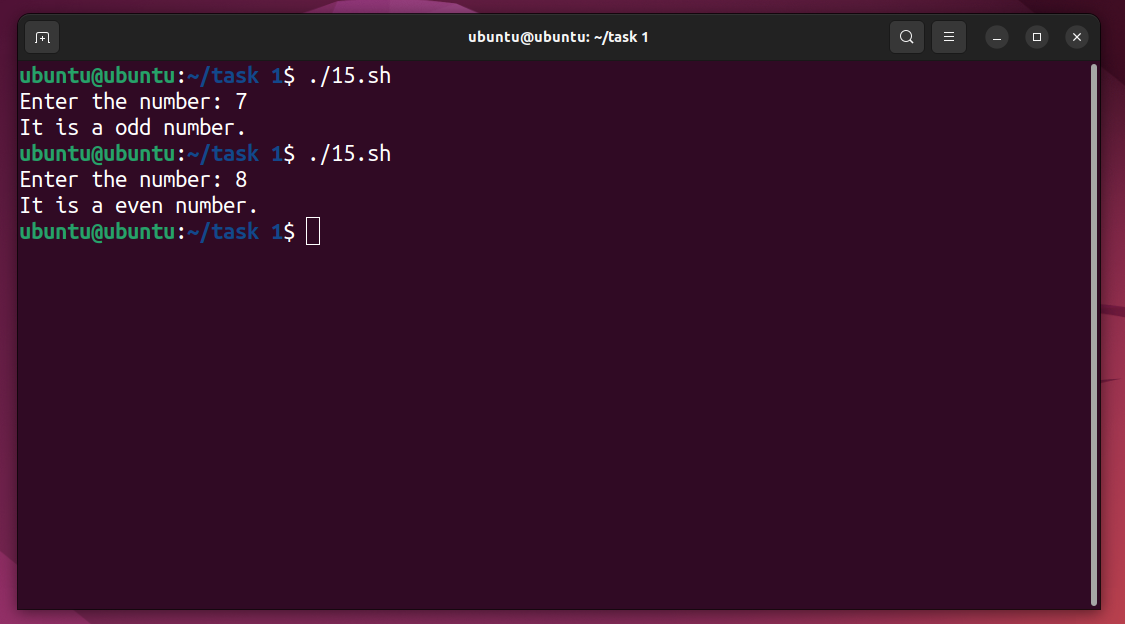 ubuntu@ubuntu: ~/task 1
ubuntu@ubuntu:~/task 1$ ./15.sh
Enter the number: 7
It is a odd number.
ubuntu@ubuntu:~/task 1$ ./15.sh
Enter the number: 8
It is a even number.
ubuntu@ubuntu:~/task 1$